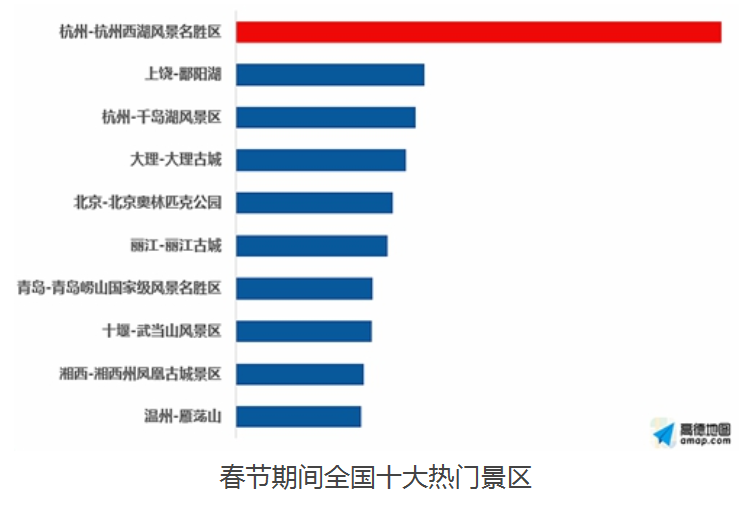 杭州-杭州西湖风景名胜区
上饶-鄱阳湖
杭州-千岛湖风景区
大理-大理古城
北京-北京奥林匹克公园
丽江-丽江古城
青岛-青岛崂山国家级风景名胜区
十堰-武当山风景区
湘西-湘西州凤凰古城景区
温州-雁荡山
高德地图
amap.com
春节期间全国十大热门景区